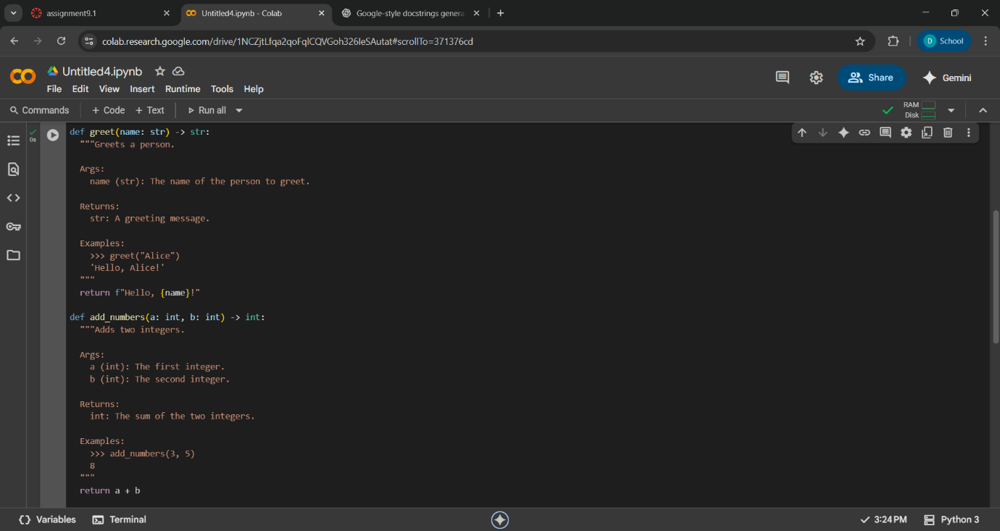 assignment9.1
Untitled4.ipynb - Colab
Google-style docstrings genera
colab.research.google.com/drive/1NCZjtLfqa2qoFqlCQVGoh326IeSAutat#scrollTo=371376cd
D School
Untitled4.ipynb
File Edit View Insert Runtime Tools Help
Share
Gemini
Commands + Code + Text Run all
RAM
Disk
0s
def greet(name: str) -> str:
"""Greets a person.
Args:
name (str): The name of the person to greet.
Returns:
str: A greeting message.
Examples:
>>> greet("Alice")
'Hello, Alice!'
"""
return f"Hello, {name}!"
def add_numbers(a: int, b: int) -> int:
"""Adds two integers.
Args:
a (int): The first integer.
b (int): The second integer.
Returns:
int: The sum of the two integers.
Examples:
>>> add_numbers(3, 5)
8
"""
return a + b
{} Variables Terminal
3:24 PM Python 3